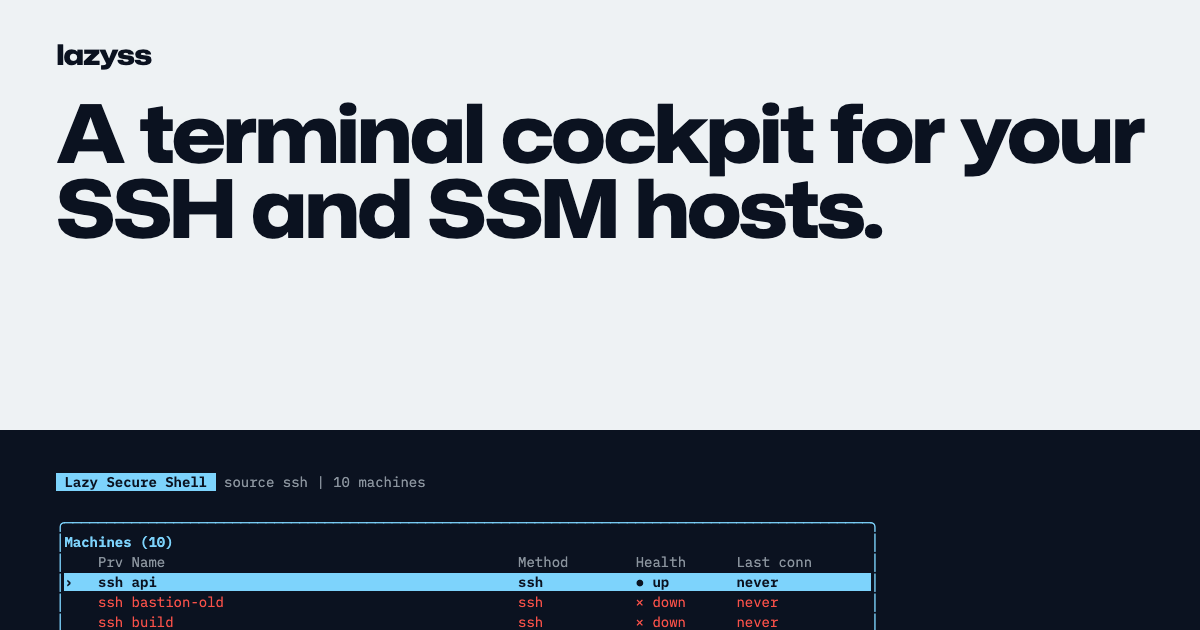 lazyss
A terminal cockpit for your
SSH and SSM hosts.
Lazy Secure Shell source ssh | 10 machines
Machines (10)
Prv Name Method Health Last conn
› ssh api ssh ● up never
ssh bastion-old ssh × down never
ssh build ssh × down never